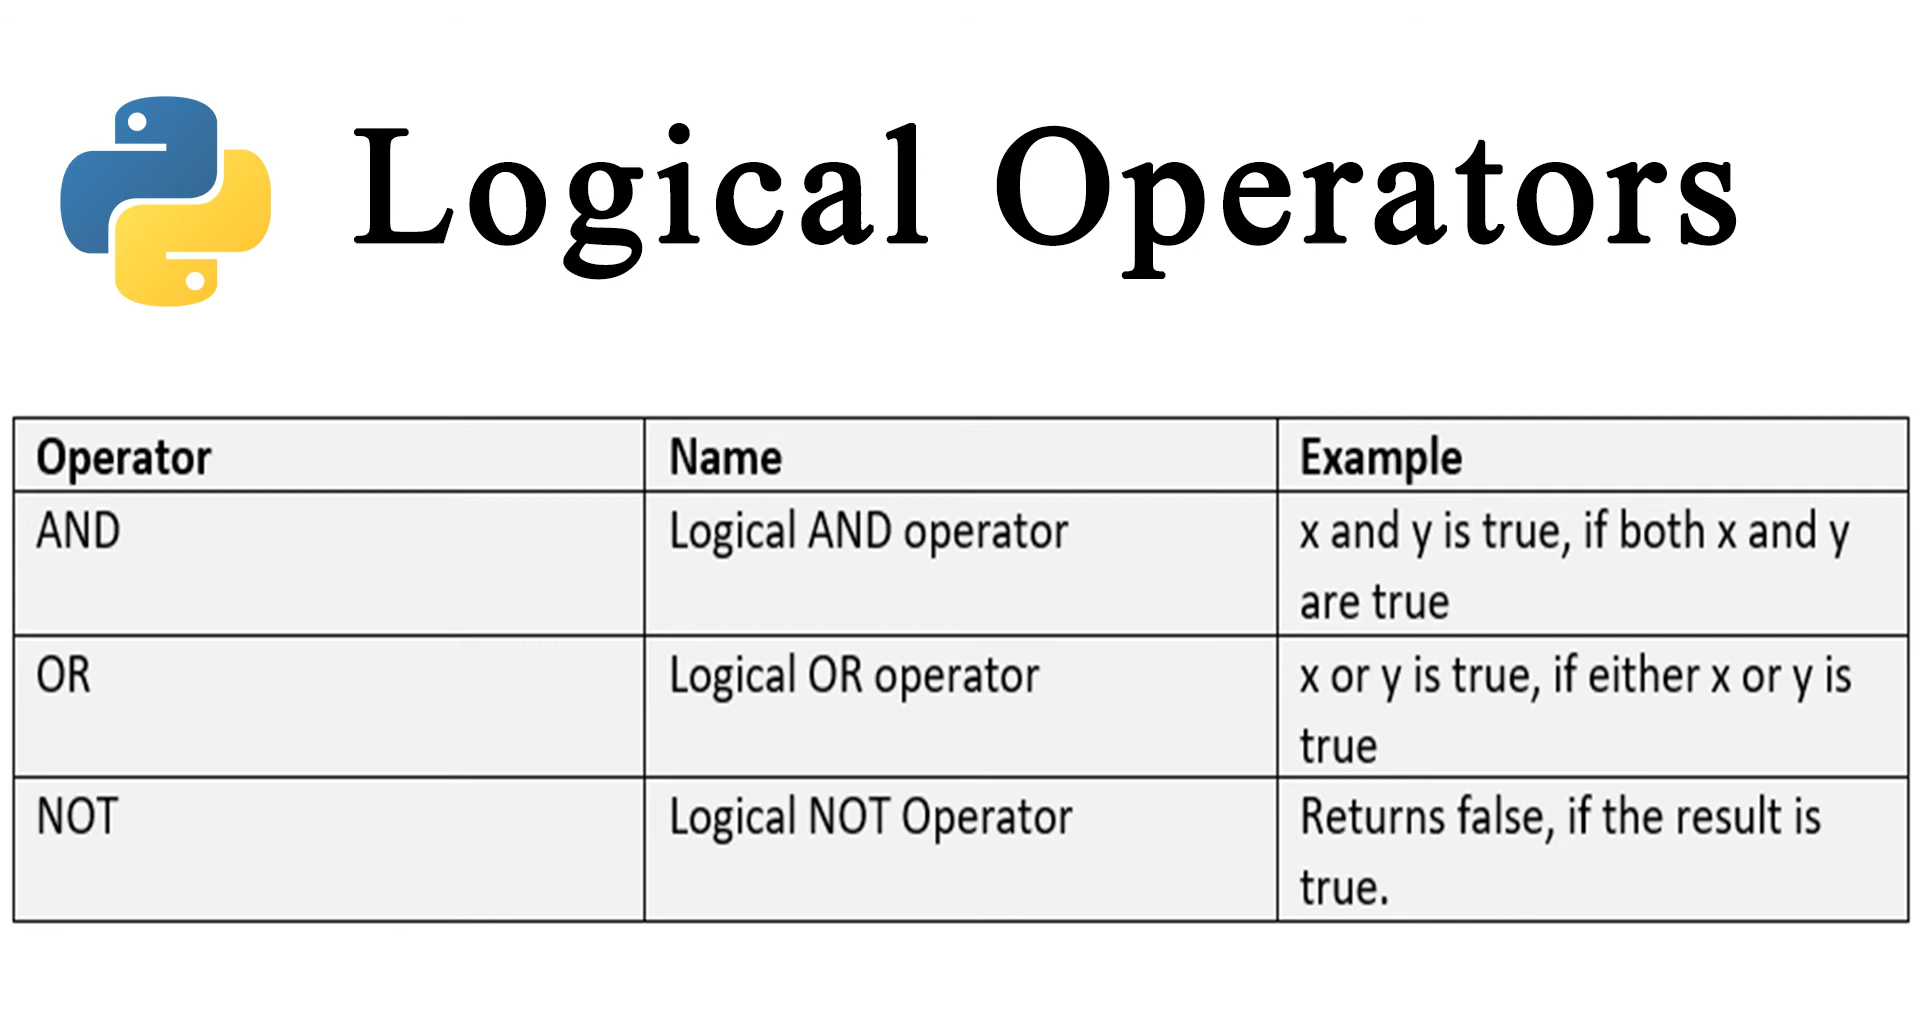 Logical Operators
Operator Name Example
AND Logical AND operator x and y is true, if both x and y
are true
OR Logical OR operator x or y is true, if either x or y is
true
NOT Logical NOT Operator Returns false, if the result is
true.